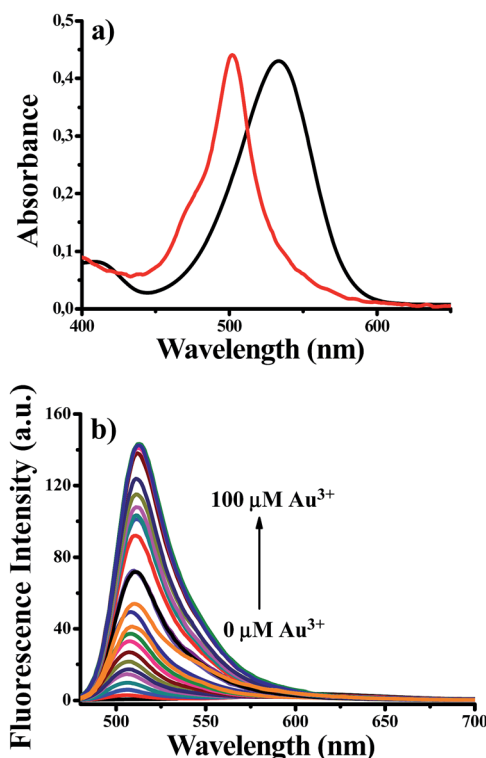 a)
0,5
0,4
0,3
0,2
0,1
0,0
Absorbance
400 500 600
Wavelength (nm)
b)
160
120
80
40
0
Fluorescence Intensity (a.u.)
100 μM Au³⁺
0 μM Au³⁺
500 550 600 650 700
Wavelength (nm)